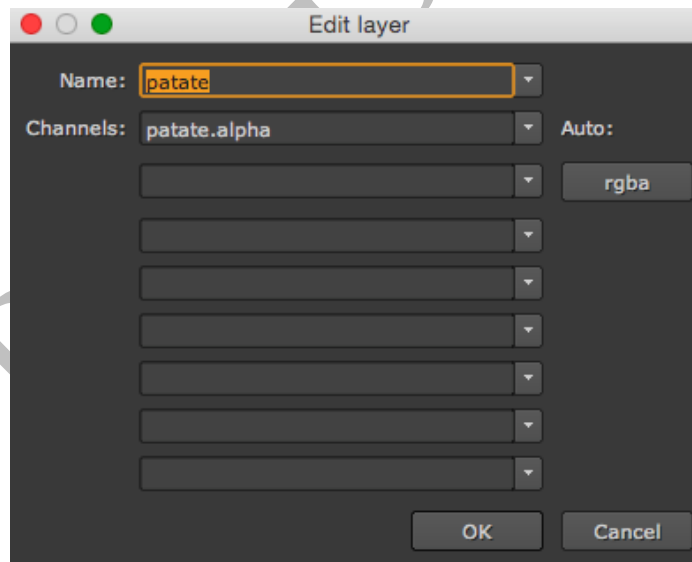 Edit layer
Name: patate
Channels: patate.alpha Auto:
rgba
OK Cancel